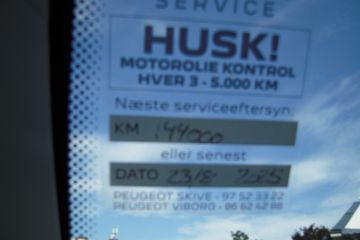 SERVICE
HUSK!
MOTOROLIE KONTROL
HVER 3 - 5.000 KM
Næste serviceeftersyn:
KM 144000
eller senest
DATO 23/8 2025
PEUGEOT SKIVE - 97 52 33 22
PEUGEOT VIBORG - 86 62 42 88